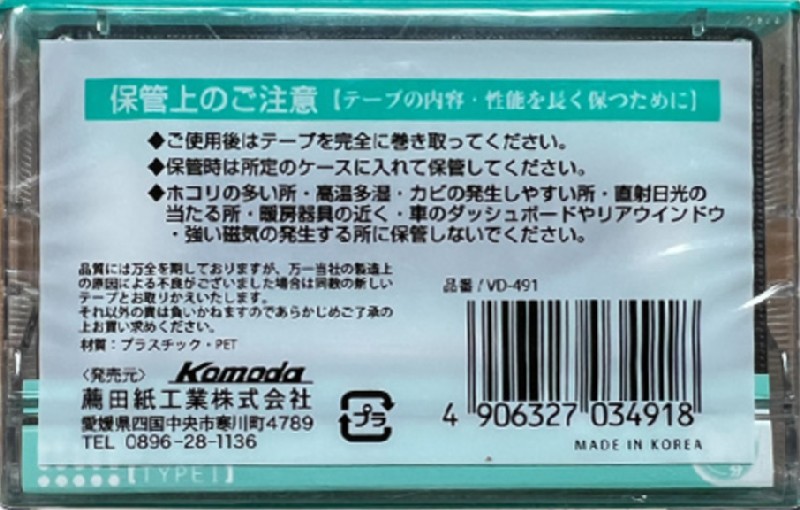 保管上のご注意【テープの内容・性能を長く保つために】
◆ご使用後はテープを完全に巻き取ってください。
◆保管時は所定のケースに入れて保管してください。
◆ホコリの多い所・高温多湿・カビの発生しやすい所・直射日光の
当たる所・暖房器具の近く・車のダッシュボードやリアウインドウ
・強い磁気の発生する所に保管しないでください。
品質には万全を期しておりますが、万一当社の製造上
の原因による不良がございました場合は同数の新しい
テープとお取りかえいたします。
それ以外の責は負いかねますのであらかじめご了承の
上お買い求めください。
材質：プラスチック・PET
品番/VD-491
〈発売元〉 Komoda
薦田紙工業株式会社
愛媛県四国中央市寒川町4789
TEL 0896-28-1136
プラ
4 906327 034918
MADE IN KOREA
【TYPE I】